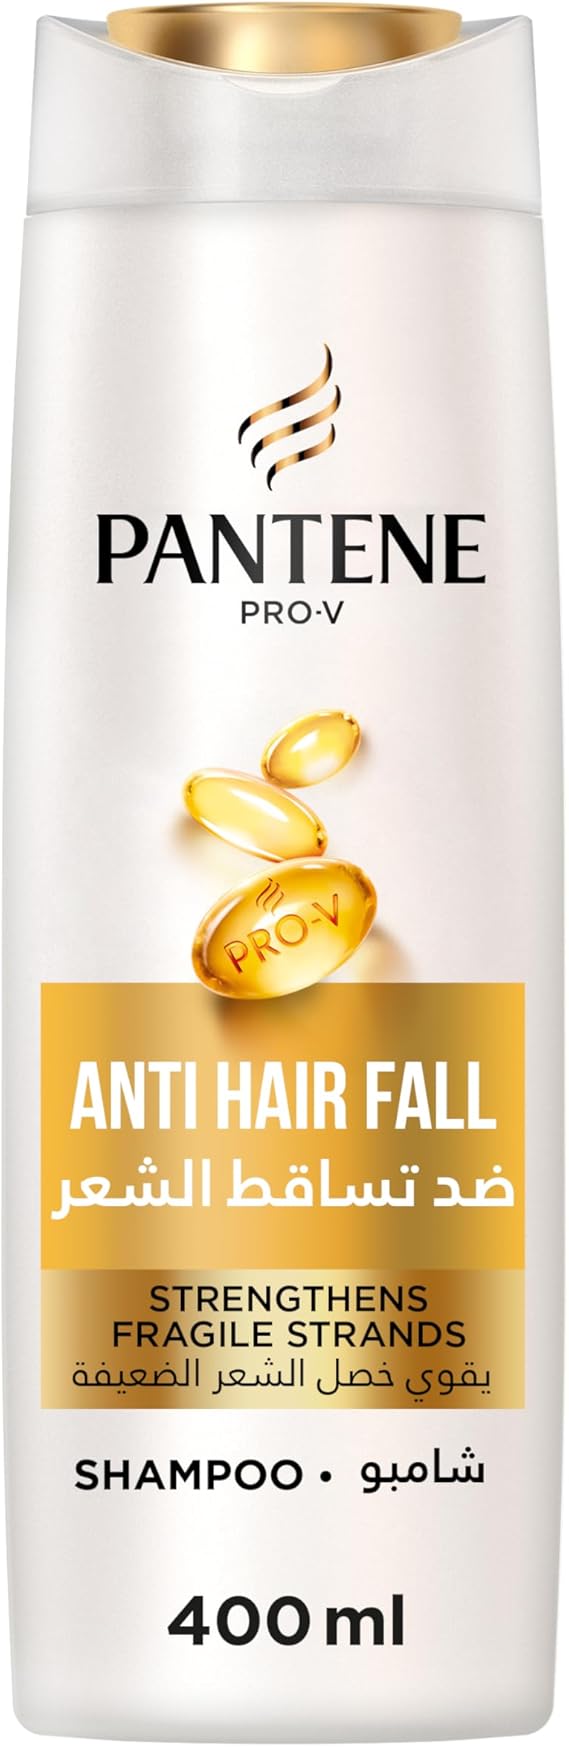 PANTENE
PRO-V
PRO-V
ANTI HAIR FALL
ضد تساقط الشعر
STRENGTHENS
FRAGILE STRANDS
يقوي خصل الشعر الضعيفة
SHAMPOO • شامبو
400 ml